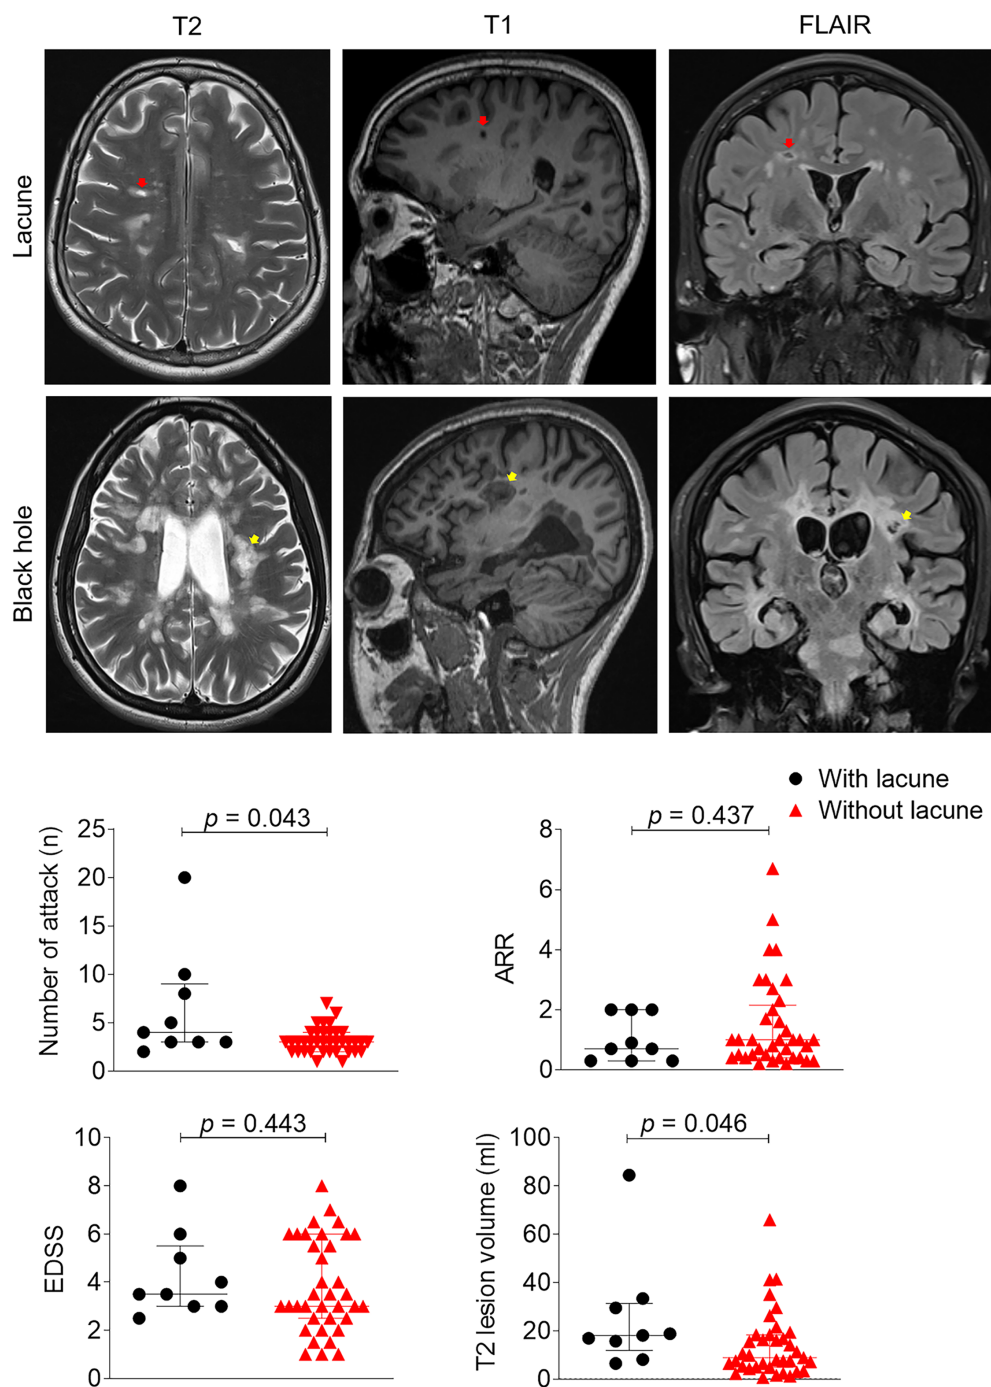 T2 T1 FLAIR
Lacune
Black hole
With lacune
Without lacune
p = 0.043
Number of attack (n)
25
20
15
10
5
0
p = 0.437
ARR
8
6
4
2
0
p = 0.443
EDSS
10
8
6
4
2
0
p = 0.046
T2 lesion volume (ml)
100
80
60
40
20
0